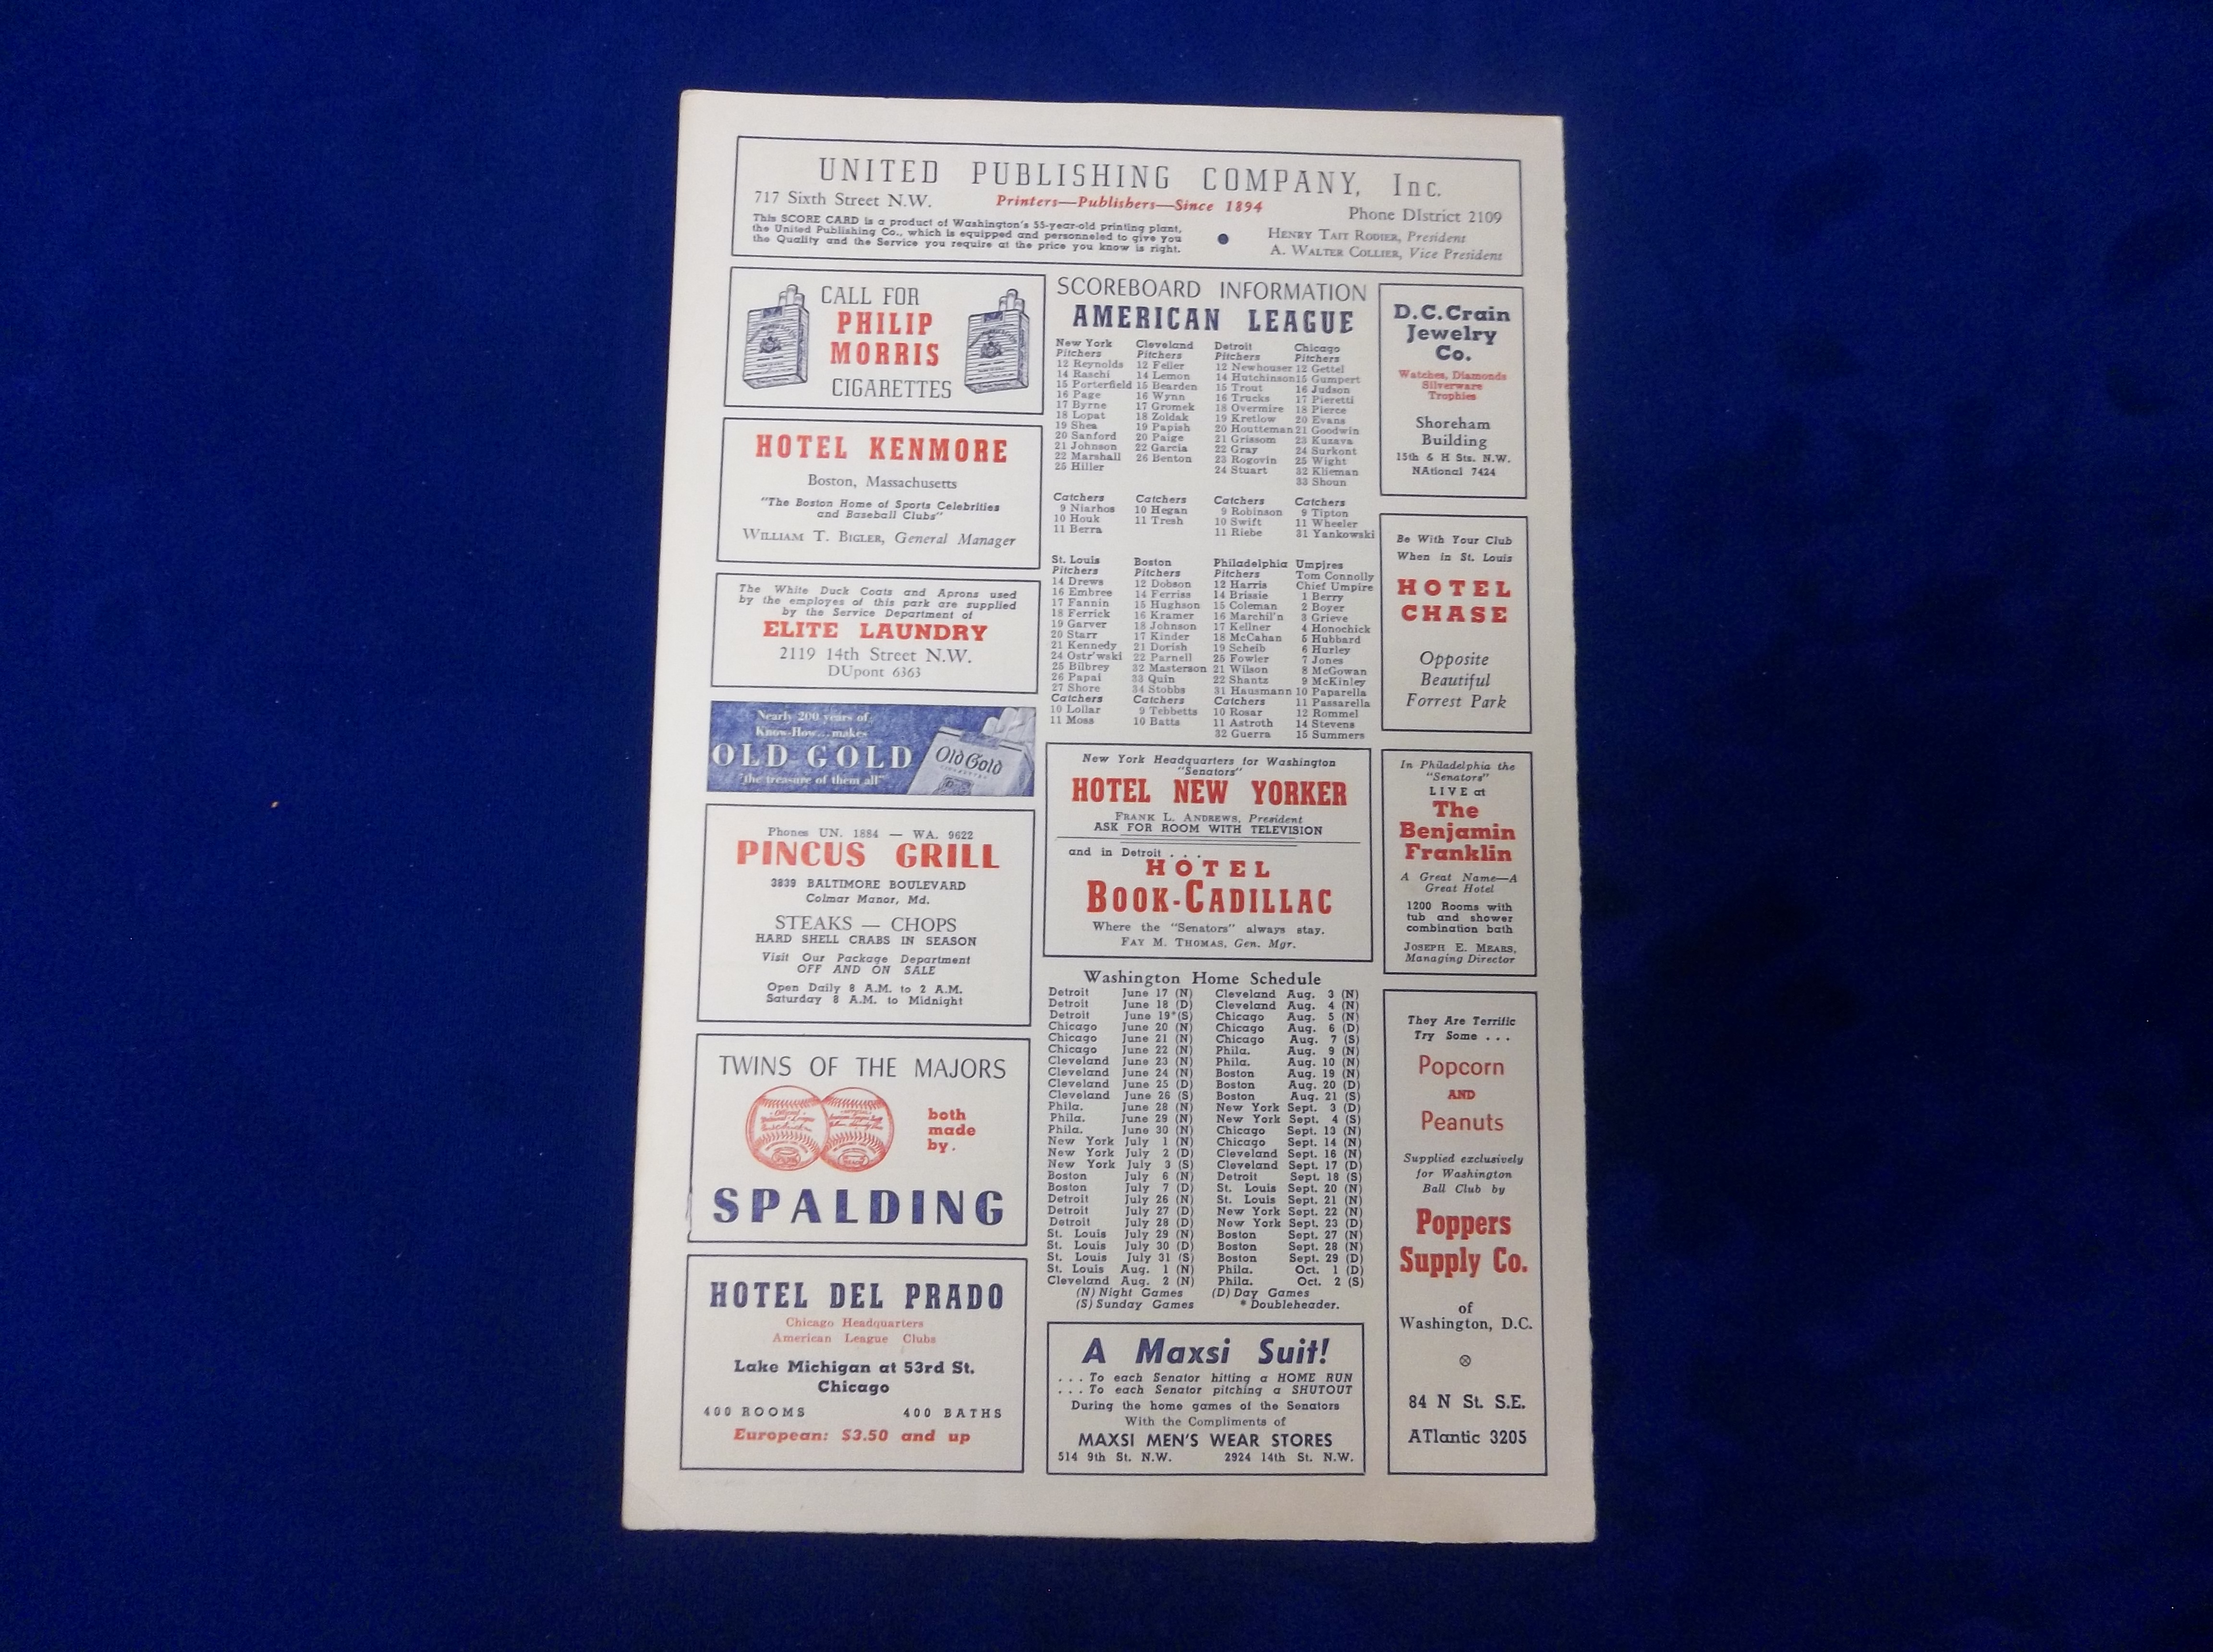 UNITED PUBLISHING COMPANY, Inc.
717 Sixth Street N.W.
Printers—Publishers—Since 1894
Phone DIstrict 2109
This SCORE CARD is a product of Washington's 55-year-old printing plant,
the United Publishing Co., which is equipped and personneled to give you
the Quality and the Service you require at the price you know is right.
HENRY TAIT RODIER, President
A. WALTER COLLIER, Vice President
CALL FOR
PHILIP
MORRIS
CIGARETTES
HOTEL KENMORE
Boston, Massachusetts
"The Boston Home of Sports Celebrities
and Baseball Clubs"
WILLIAM T. BIGLER, General Manager
The White Duck Coats and Aprons used
by the employes of this park are supplied
by the Service Department of
ELITE LAUNDRY
2119 14th Street N.W.
DUpont 6363
Nearly 200 years of
Know-How...makes
OLD GOLD
"the treasure of them all"
Old Gold
CIGARETTES
Phones UN. 1884 — WA. 9622
PINCUS GRILL
3839 BALTIMORE BOULEVARD
Colmar Manor, Md.
STEAKS — CHOPS
HARD SHELL CRABS IN SEASON
Visit Our Package Department
OFF AND ON SALE
Open Daily 8 A.M. to 2 A.M.
Saturday 8 A.M. to Midnight
TWINS OF THE MAJORS
both
made
by.
SPALDING
HOTEL DEL PRADO
Chicago Headquarters
American League Clubs
Lake Michigan at 53rd St.
Chicago
400 ROOMS 400 BATHS
European: $3.50 and up
SCOREBOARD INFORMATION
AMERICAN LEAGUE
New York Cleveland Detroit Chicago
Pitchers Pitchers Pitchers Pitchers
12 Reynolds 12 Feller 12 Newhouser 12 Gettel
14 Raschi 14 Lemon 14 Hutchinson 15 Gumpert
15 Porterfield 15 Bearden 15 Trout 16 Judson
16 Page 16 Wynn 16 Trucks 17 Pieretti
17 Byrne 17 Gromek 18 Overmire 18 Pierce
18 Lopat 18 Zoldak 19 Kretlow 20 Evans
19 Shea 19 Papish 20 Houtteman 21 Goodwin
20 Sanford 20 Paige 21 Grissom 23 Kuzava
21 Johnson 22 Garcia 22 Gray 24 Surkont
22 Marshall 26 Benton 23 Rogovin 25 Wight
25 Hiller 24 Stuart 32 Klieman
33 Shoun
Catchers Catchers Catchers Catchers
9 Niarhos 10 Hegan 9 Robinson 9 Tipton
10 Houk 11 Tresh 10 Swift 11 Wheeler
11 Berra 11 Riebe 31 Yankowski
St. Louis Boston Philadelphia Umpires
Pitchers Pitchers Pitchers Tom Connolly
14 Drews 12 Dobson 12 Harris Chief Umpire
16 Embree 14 Ferriss 14 Brissie 1 Berry
17 Fannin 15 Hughson 15 Coleman 2 Boyer
18 Ferrick 16 Kramer 16 Marchil'n 3 Grieve
19 Garver 18 Johnson 17 Kellner 4 Honochick
20 Starr 17 Kinder 18 McCahan 5 Hubbard
21 Kennedy 21 Dorish 19 Scheib 6 Hurley
24 Ostr'wski 22 Parnell 25 Fowler 7 Jones
25 Bilbrey 32 Masterson 21 Wilson 8 McGowan
26 Papai 33 Quin 22 Shantz 9 McKinley
27 Shore 34 Stobbs 31 Hausmann 10 Paparella
Catchers Catchers Catchers 11 Passarella
10 Lollar 9 Tebbetts 10 Rosar 12 Rommel
11 Moss 10 Batts 11 Astroth 14 Stevens
32 Guerra 15 Summers
New York Headquarters for Washington
"Senators"
HOTEL NEW YORKER
FRANK L. ANDREWS, President
ASK FOR ROOM WITH TELEVISION
and in Detroit . . .
HOTEL
BOOK-CADILLAC
Where the "Senators" always stay.
FAY M. THOMAS, Gen. Mgr.
Washington Home Schedule
Detroit June 17 (N) Cleveland Aug. 3 (N)
Detroit June 18 (D) Cleveland Aug. 4 (N)
Detroit June 19*(S) Chicago Aug. 5 (N)
Chicago June 20 (N) Chicago Aug. 6 (D)
Chicago June 21 (N) Chicago Aug. 7 (S)
Chicago June 22 (N) Phila. Aug. 9 (N)
Cleveland June 23 (N) Phila. Aug. 10 (N)
Cleveland June 24 (N) Boston Aug. 19 (N)
Cleveland June 25 (D) Boston Aug. 20 (D)
Cleveland June 26 (S) Boston Aug. 21 (S)
Phila. June 28 (N) New York Sept. 3 (D)
Phila. June 29 (N) New York Sept. 4 (S)
Phila. June 30 (N) Chicago Sept. 13 (N)
New York July 1 (N) Chicago Sept. 14 (N)
New York July 2 (D) Cleveland Sept. 16 (N)
New York July 3 (S) Cleveland Sept. 17 (D)
Boston July 6 (N) Detroit Sept. 18 (S)
Boston July 7 (D) St. Louis Sept. 20 (N)
Detroit July 26 (N) St. Louis Sept. 21 (N)
Detroit July 27 (D) New York Sept. 22 (N)
Detroit July 28 (D) New York Sept. 23 (D)
St. Louis July 29 (N) Boston Sept. 27 (N)
St. Louis July 30 (D) Boston Sept. 28 (N)
St. Louis July 31 (S) Boston Sept. 29 (D)
St. Louis Aug. 1 (N) Phila. Oct. 1 (D)
Cleveland Aug. 2 (N) Phila. Oct. 2 (S)
(N) Night Games (D) Day Games
(S) Sunday Games * Doubleheader.
A Maxsi Suit!
. . . To each Senator hitting a HOME RUN
. . . To each Senator pitching a SHUTOUT
During the home games of the Senators
With the Compliments of
MAXSI MEN'S WEAR STORES
514 9th St. N.W. 2924 14th St. N.W.
D.C.Crain
Jewelry
Co.
Watches, Diamonds
Silverware
Trophies
Shoreham
Building
15th & H Sts. N.W.
NAtional 7424
Be With Your Club
When in St. Louis
HOTEL
CHASE
Opposite
Beautiful
Forrest Park
In Philadelphia the
"Senators"
LIVE at
The
Benjamin
Franklin
A Great Name—A
Great Hotel
1200 Rooms with
tub and shower
combination bath
JOSEPH E. MEARS,
Managing Director
They Are Terrific
Try Some . . .
Popcorn
AND
Peanuts
Supplied exclusively
for Washington
Ball Club by
Poppers
Supply Co.
of
Washington, D.C.
84 N St. S.E.
ATlantic 3205